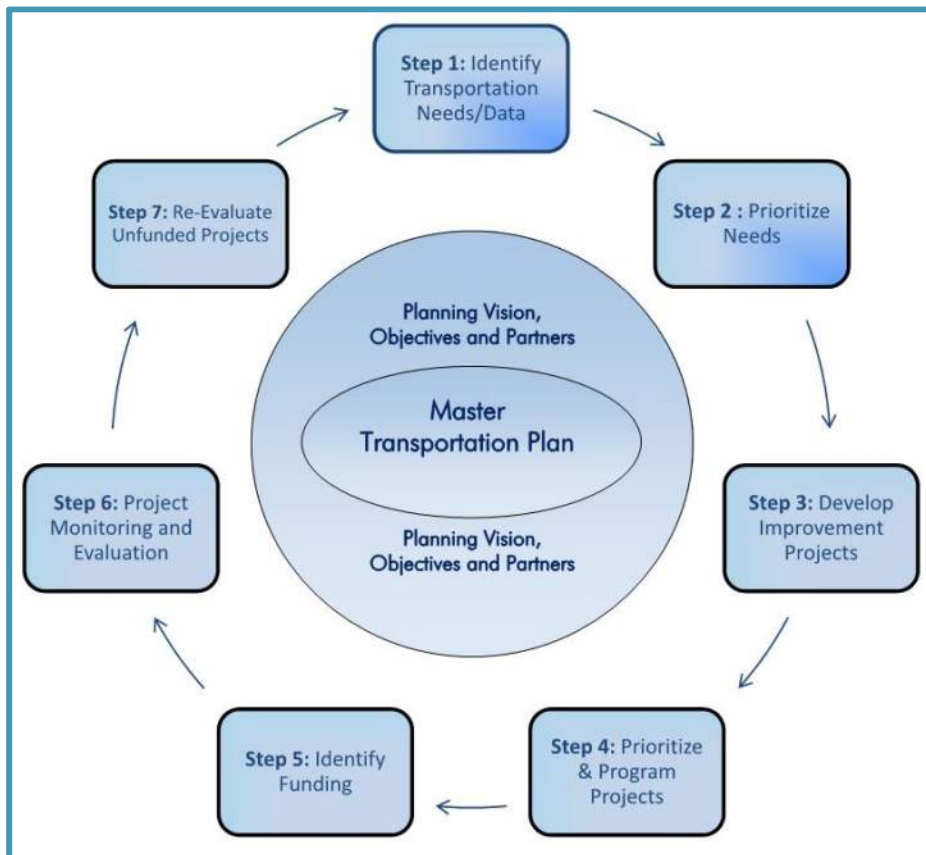 Step 1: Identify
Transportation
Needs/Data
Step 2 : Prioritize
Needs
Step 3: Develop
Improvement
Projects
Step 4: Prioritize
& Program
Projects
Step 5: Identify
Funding
Step 6: Project
Monitoring and
Evaluation
Step 7: Re-Evaluate
Unfunded Projects
Planning Vision,
Objectives and Partners
Master
Transportation Plan
Planning Vision,
Objectives and Partners